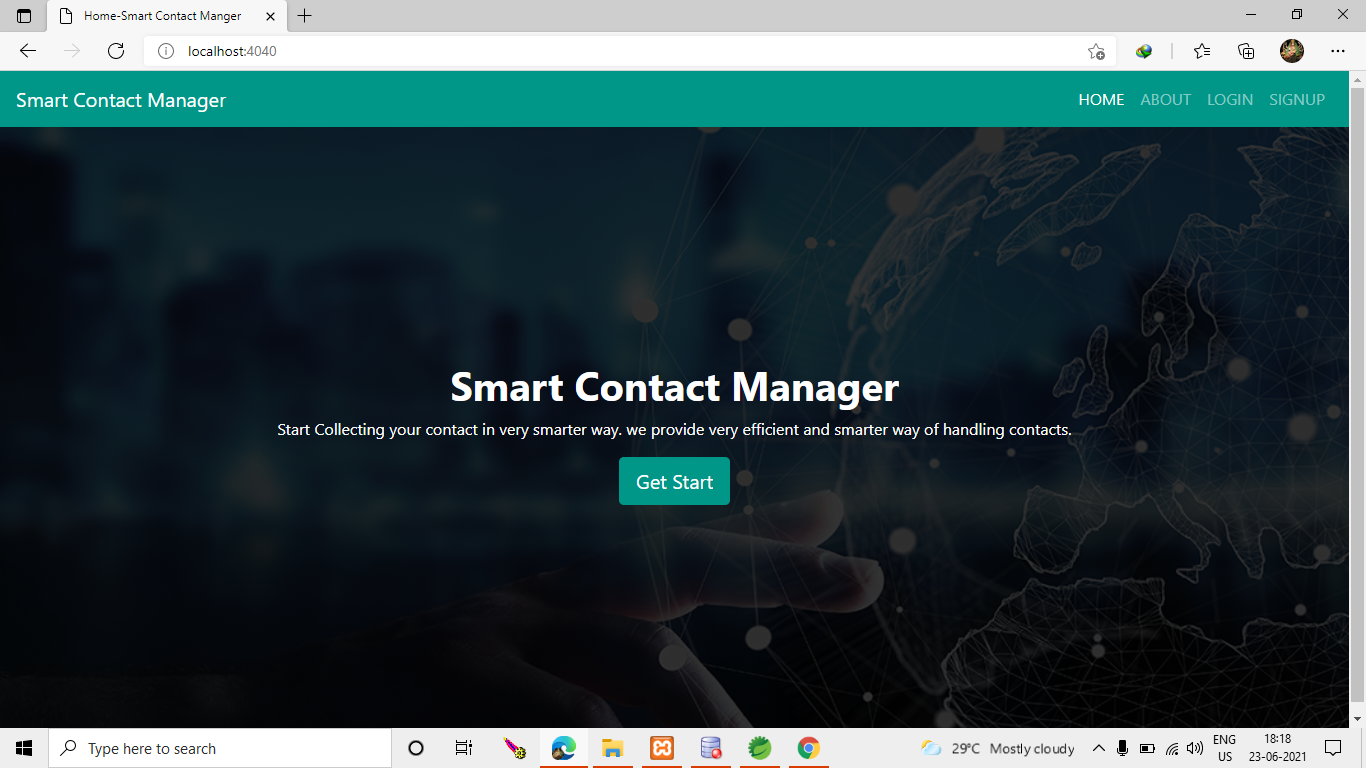 Home-Smart Contact Manger
localhost:4040
Smart Contact Manager
HOME ABOUT LOGIN SIGNUP
Smart Contact Manager
Start Collecting your contact in very smarter way. we provide very efficient and smarter way of handling contacts.
Get Start
Type here to search
29°C Mostly cloudy
ENG
US
18:18
23-06-2021